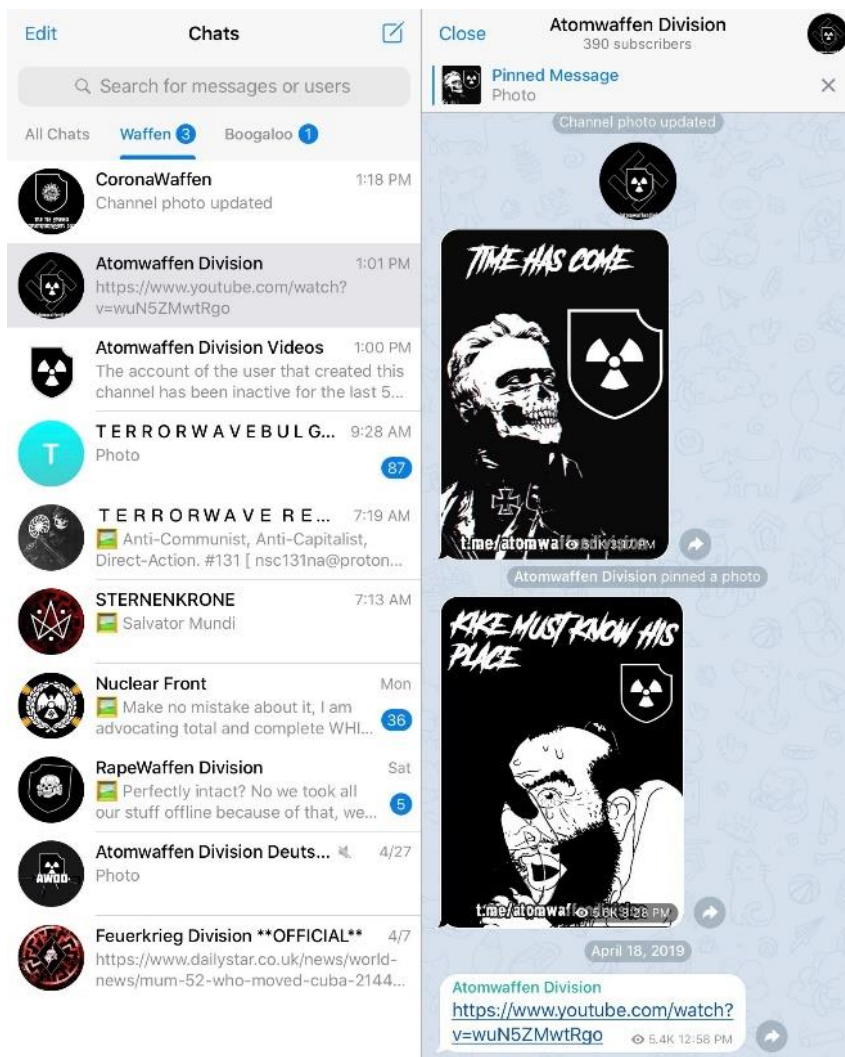 Edit
Chats
Search for messages or users
All Chats
Waffen 3
Boogaloo 1
CoronaWaffen 1:18 PM
Channel photo updated
Atomwaffen Division 1:01 PM
https://www.youtube.com/watch?
v=wuN5ZMwtRgo
Atomwaffen Division Videos 1:00 PM
The account of the user that created this
channel has been inactive for the last 5...
T
T E R R O R W A V E B U L G... 9:28 AM
Photo
87
T E R R O R W A V E R E... 7:19 AM
Anti-Communist, Anti-Capitalist,
Direct-Action. #131 [ nsc131na@proton...
STERNENKRONE 7:13 AM
Salvator Mundi
Nuclear Front Mon
Make no mistake about it, I am
advocating total and complete WHI... 36
RapeWaffen Division Sat
Perfectly intact? No we took all
our stuff offline because of that, we... 5
AWOO
Atomwaffen Division Deuts... 4/27
Photo
Feuerkrieg Division **OFFICIAL** 4/7
https://www.dailystar.co.uk/news/world-
news/mum-52-who-moved-cuba-2144...
Close
Atomwaffen Division
390 subscribers
Pinned Message
Photo
Channel photo updated
TIME HAS COME
Atomwaffen Division pinned a photo
KIKE MUST KNOW HIS
PLACE
5.6K 3:28 PM
April 18, 2019
Atomwaffen Division
https://www.youtube.com/watch?
v=wuN5ZMwtRgo
5.4K 12:58 PM